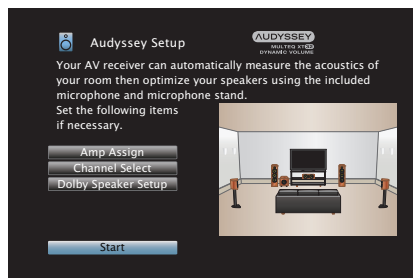 Audyssey Setup
AUDYSSEY
MULTEQ XT32
DYNAMIC VOLUME
Your AV receiver can automatically measure the acoustics of
your room then optimize your speakers using the included
microphone and microphone stand.
Set the following items
if necessary.
Amp Assign
Channel Select
Dolby Speaker Setup
Start